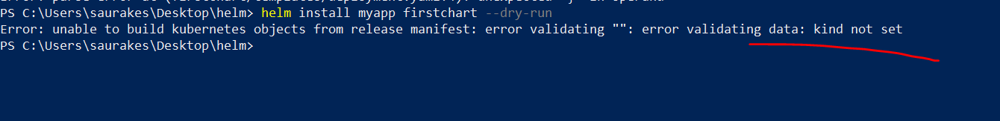 PS C:\Users\saurakes\Desktop\helm> helm install myapp firstchart --dry-run
Error: unable to build kubernetes objects from release manifest: error validating "": error validating data: kind not set
PS C:\Users\saurakes\Desktop\helm>